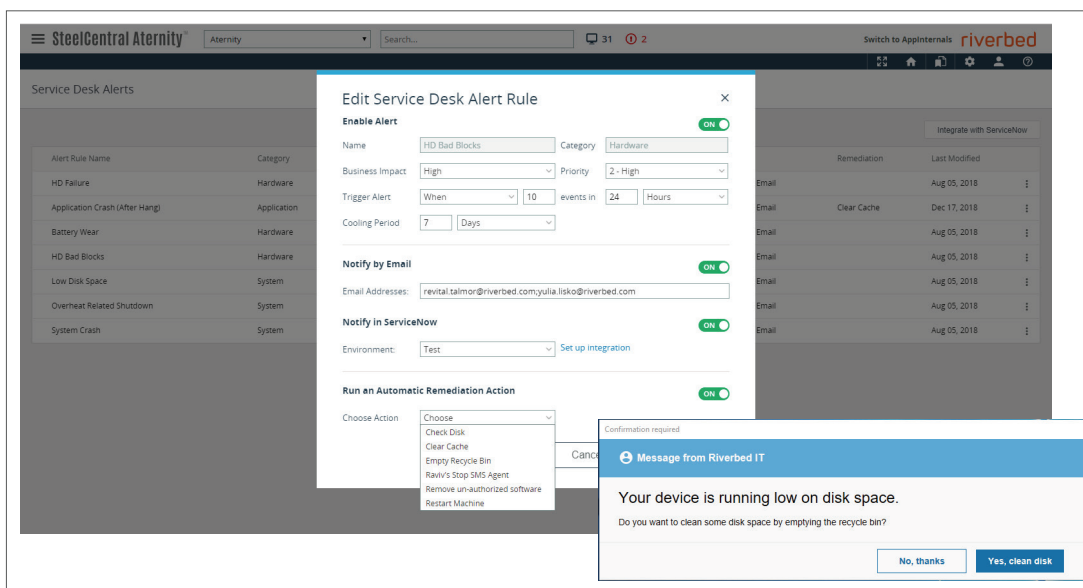 SteelCentral Aternity®
Aternity
Search...
31
2
Switch to AppInternals
riverbed
Service Desk Alerts
Integrate with ServiceNow
Alert Rule Name Category Remediation Last Modified
HD Failure Hardware Email Aug 05, 2018
Application Crash (After Hang) Application Email Clear Cache Dec 17, 2018
Battery Wear Hardware Email Aug 05, 2018
HD Bad Blocks Hardware Email Aug 05, 2018
Low Disk Space System Email Aug 05, 2018
Overheat Related Shutdown System Email Aug 05, 2018
System Crash System Email Aug 05, 2018
Edit Service Desk Alert Rule
Enable Alert ON
Name HD Bad Blocks Category Hardware
Business Impact High Priority 2 - High
Trigger Alert When 10 events in 24 Hours
Cooling Period 7 Days
Notify by Email ON
Email Addresses: revital.talmor@riverbed.com;yulia.lisko@riverbed.com
Notify in ServiceNow ON
Environment: Test Set up integration
Run an Automatic Remediation Action ON
Choose Action Choose
Check Disk
Clear Cache
Empty Recycle Bin
Raviv's Stop SMS Agent
Remove un-authorized software
Restart Machine
Confirmation required
Message from Riverbed IT
Your device is running low on disk space.
Do you want to clean some disk space by emptying the recycle bin?
No, thanks Yes, clean disk